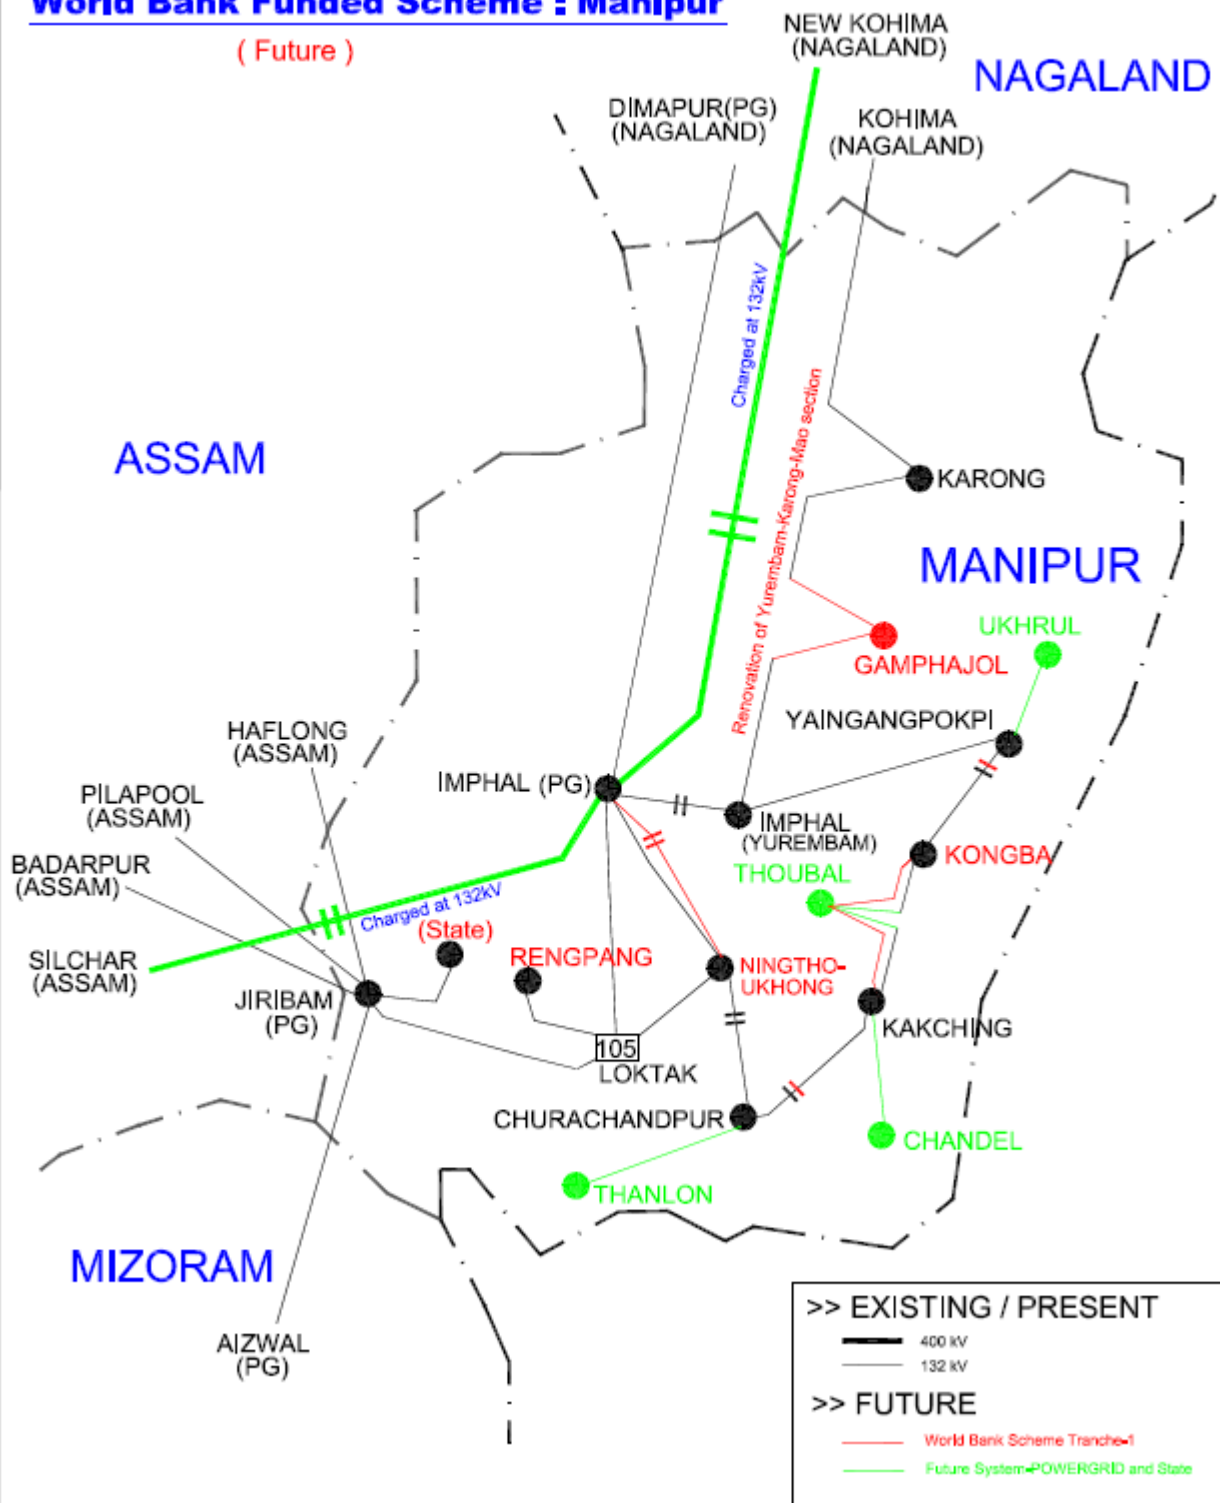 World Bank Funded Scheme : Manipur
( Future )
NEW KOHIMA
(NAGALAND)
NAGALAND
DIMAPUR(PG)
(NAGALAND)
KOHIMA
(NAGALAND)
Charged at 132kV
Renovation of Yurembam-Karong-Mao section
ASSAM
KARONG
MANIPUR
UKHRUL
GAMPHAJOL
YAINGANGPOKPI
HAFLONG
(ASSAM)
IMPHAL (PG)
PILAPOOL
(ASSAM)
IMPHAL
(YUREMBAM)
KONGBA
BADARPUR
(ASSAM)
THOUBAL
Charged at 132kV
(State)
SILCHAR
(ASSAM)
RENGPANG
NINGTHO-
UKHONG
JIRIBAM
(PG)
KAKCHING
105
LOKTAK
CHURACHANDPUR
CHANDEL
THANLON
MIZORAM
AIZWAL
(PG)
>> EXISTING / PRESENT
400 kV
132 kV
>> FUTURE
World Bank Scheme Tranche-1
Future System-POWERGRID and State